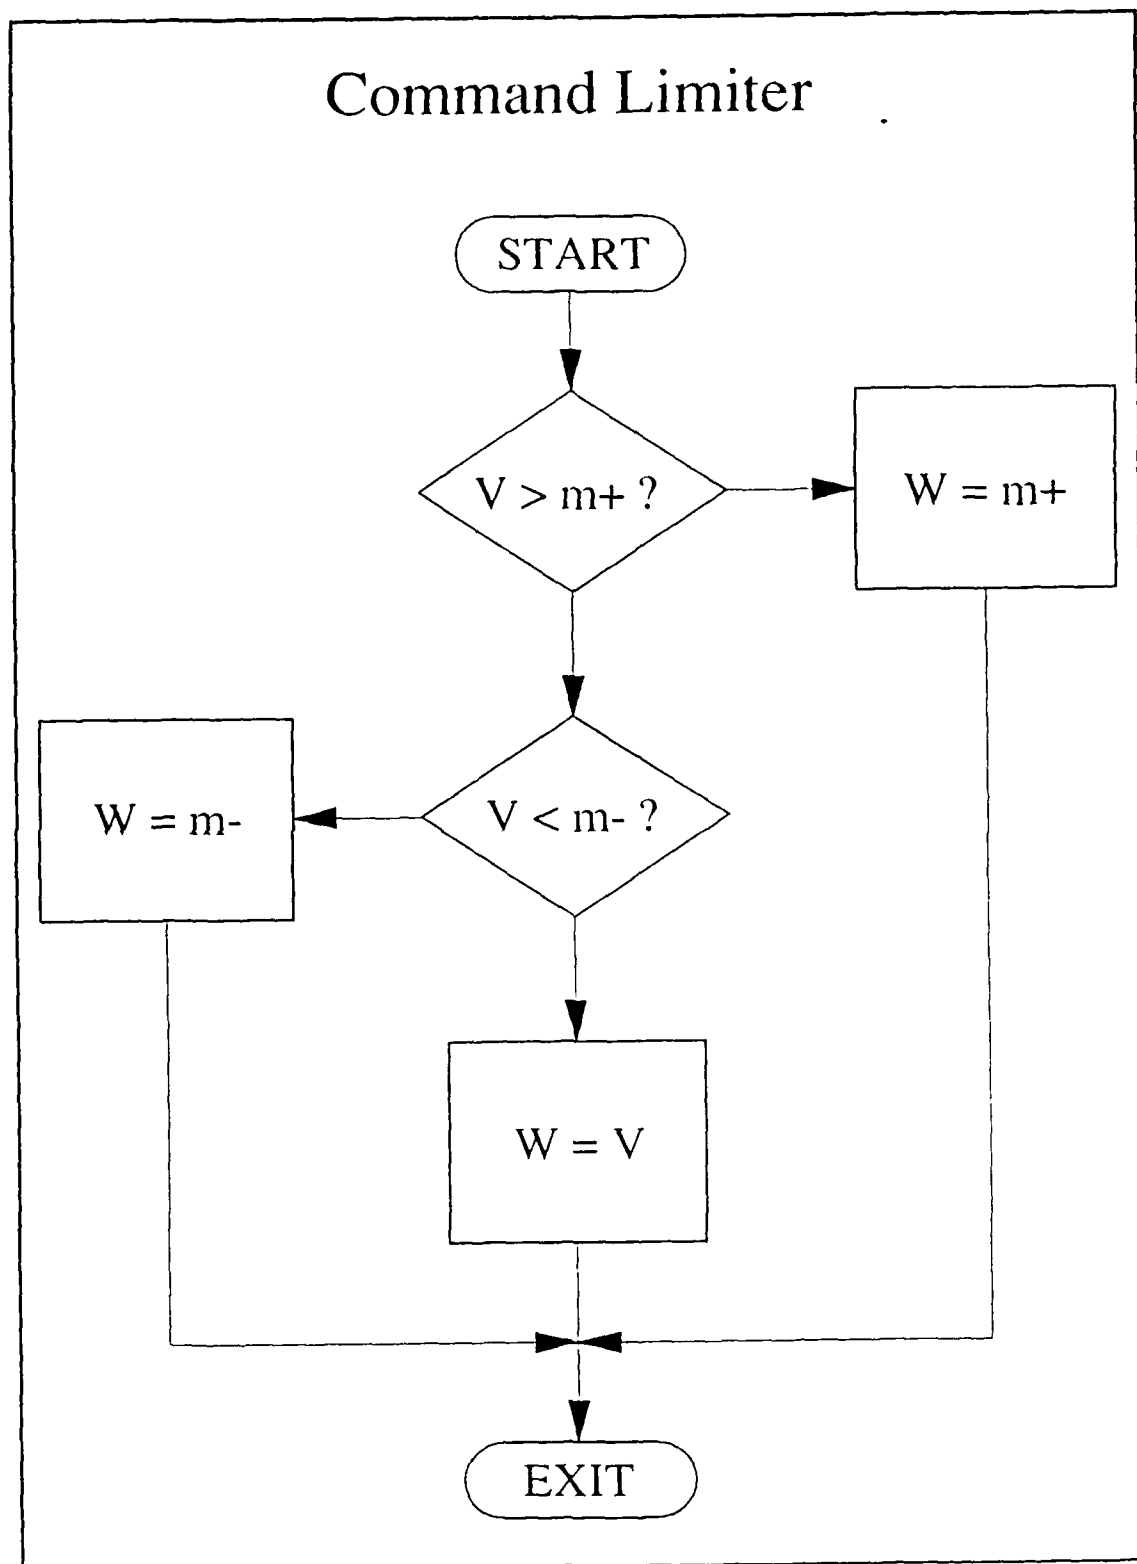 Command Limiter
START
V > m+ ?
W = m+
W = m-
V < m- ?
W = V
EXIT